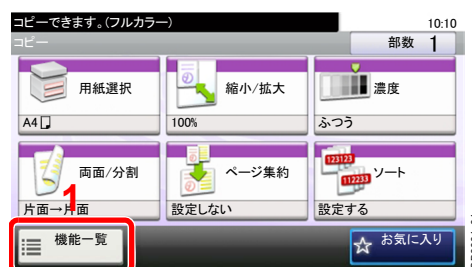 コピーできます。(フルカラー)
10:10
コピー
部数 1
用紙選択
A4
縮小/拡大
100%
濃度
ふつう
両面/分割
片面→片面
ページ集約
設定しない
123123
112233
ソート
設定する
1
機能一覧
お気に入り